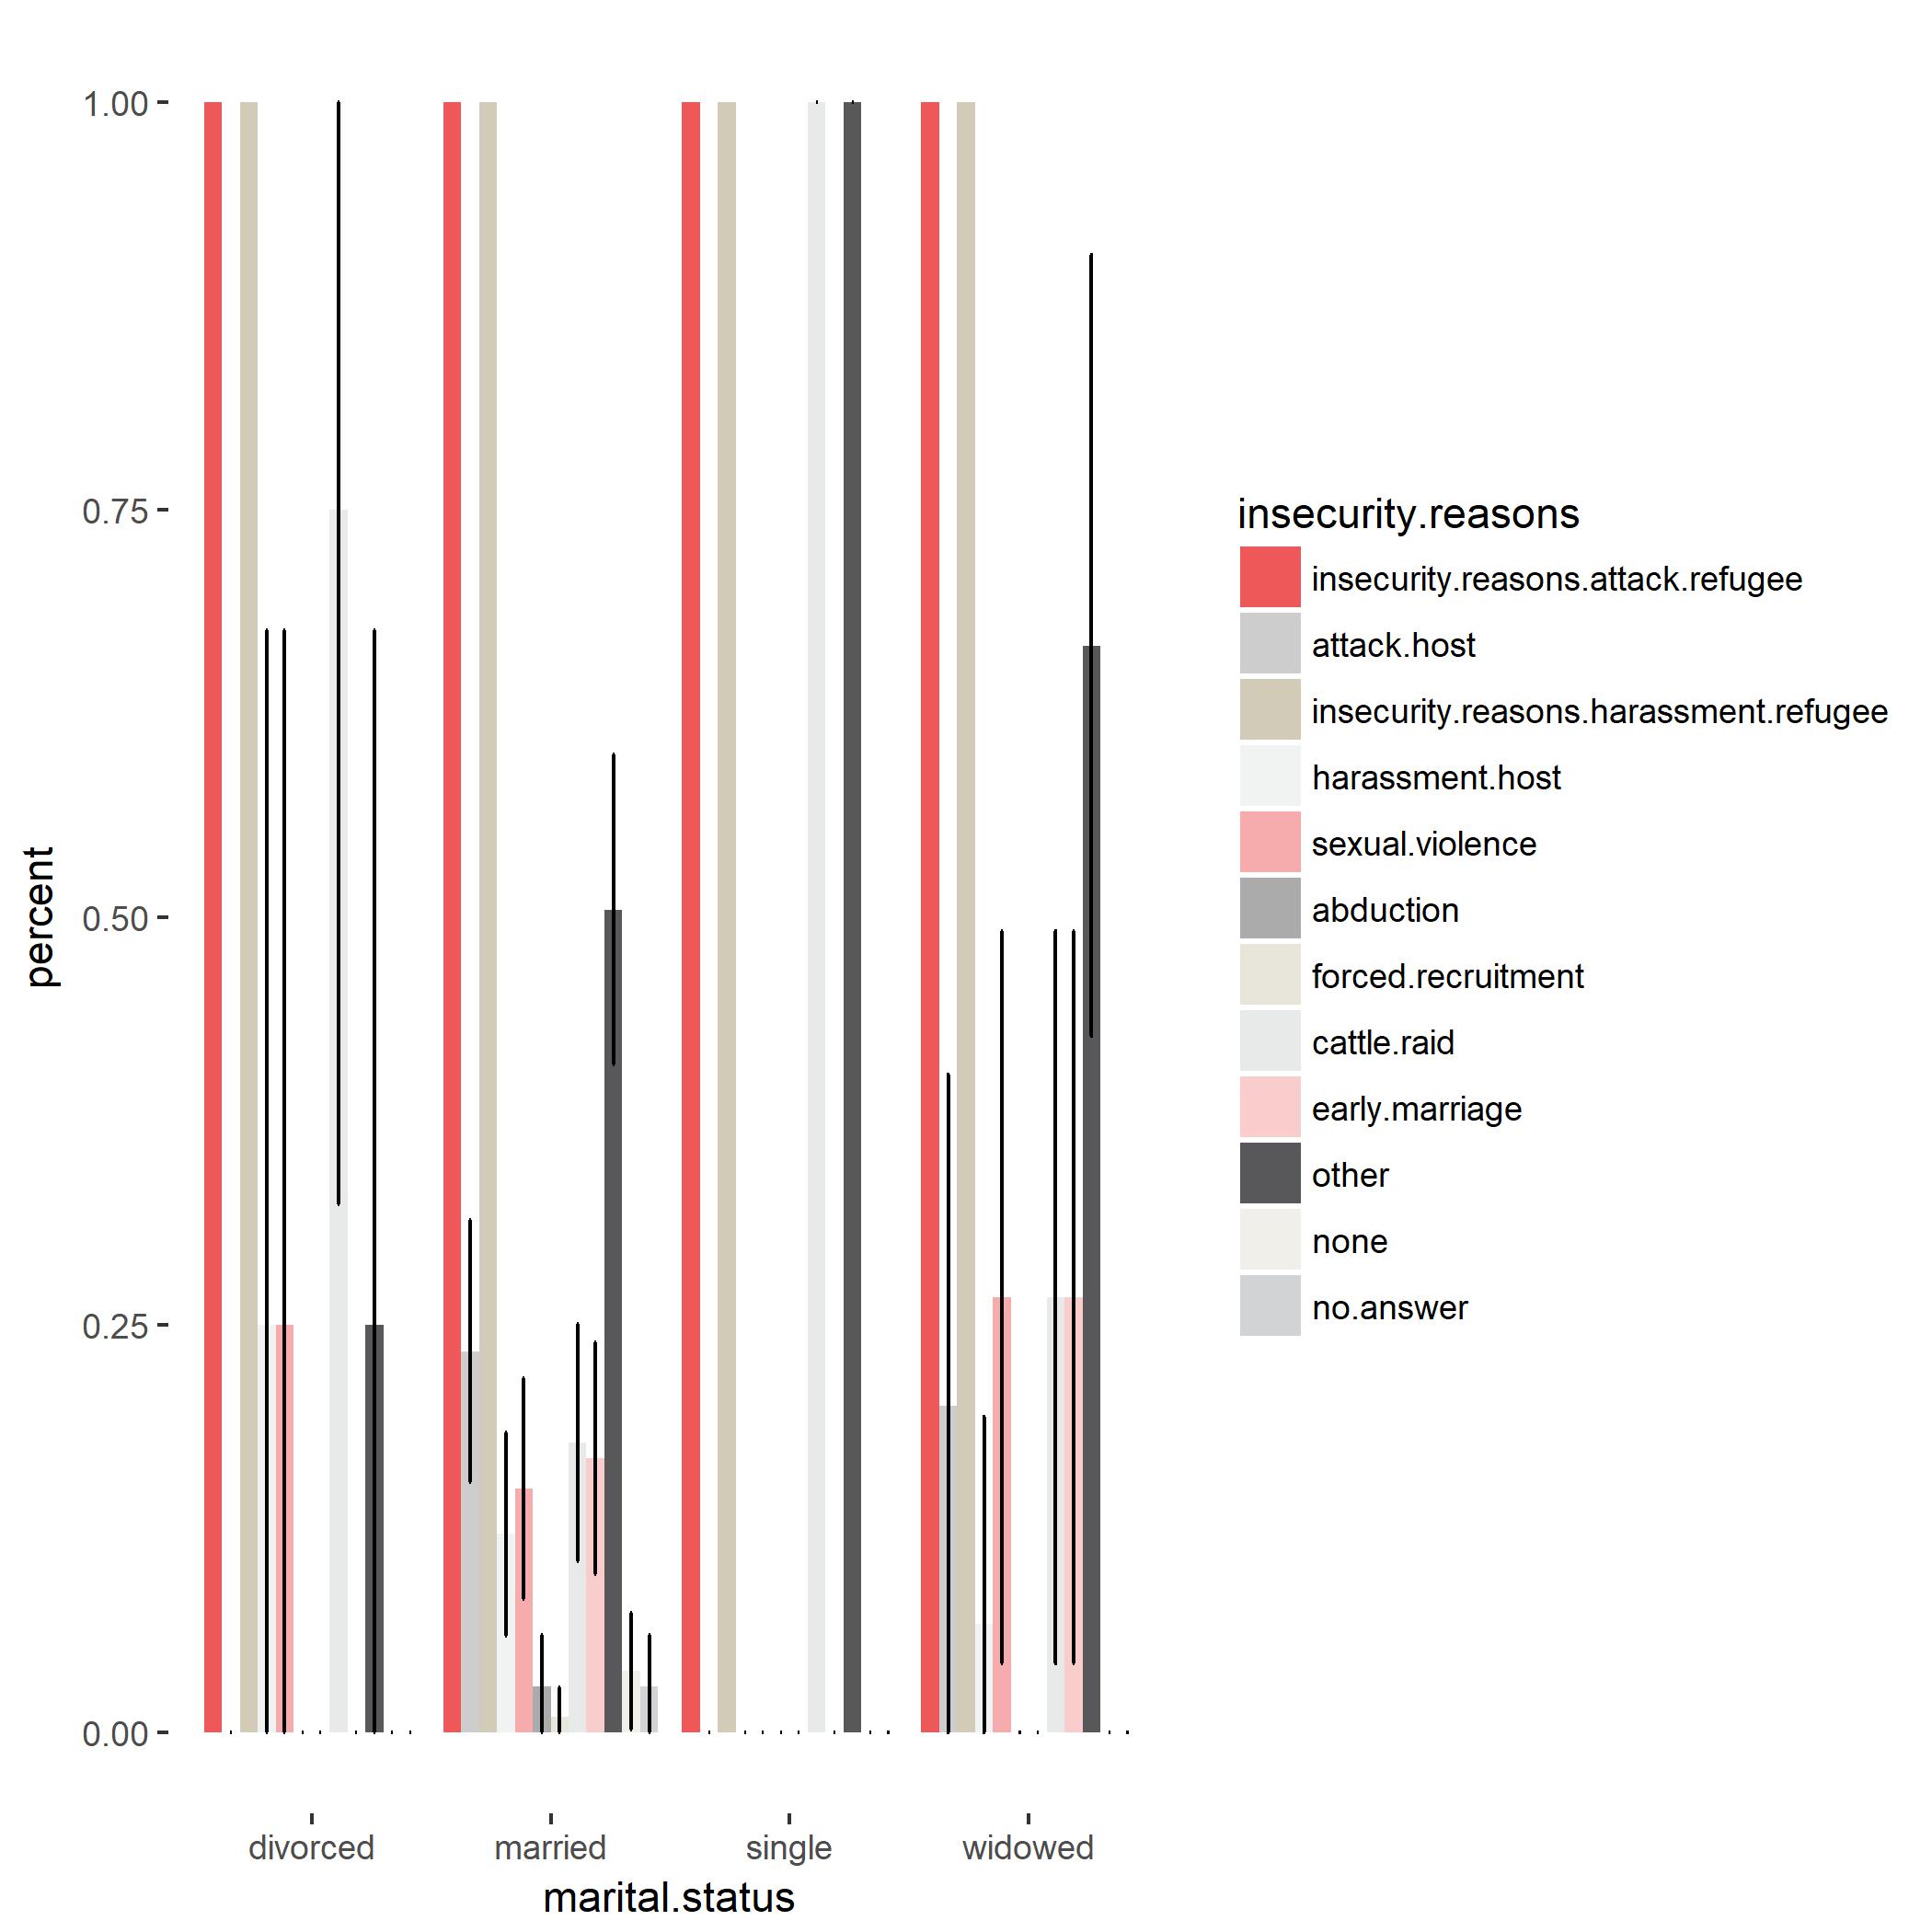 1.00
0.75
0.50
0.25
0.00
percent
divorced
married
single
widowed
marital.status
insecurity.reasons
insecurity.reasons.attack.refugee
attack.host
insecurity.reasons.harassment.refugee
harassment.host
sexual.violence
abduction
forced.recruitment
cattle.raid
early.marriage
other
none
no.answer